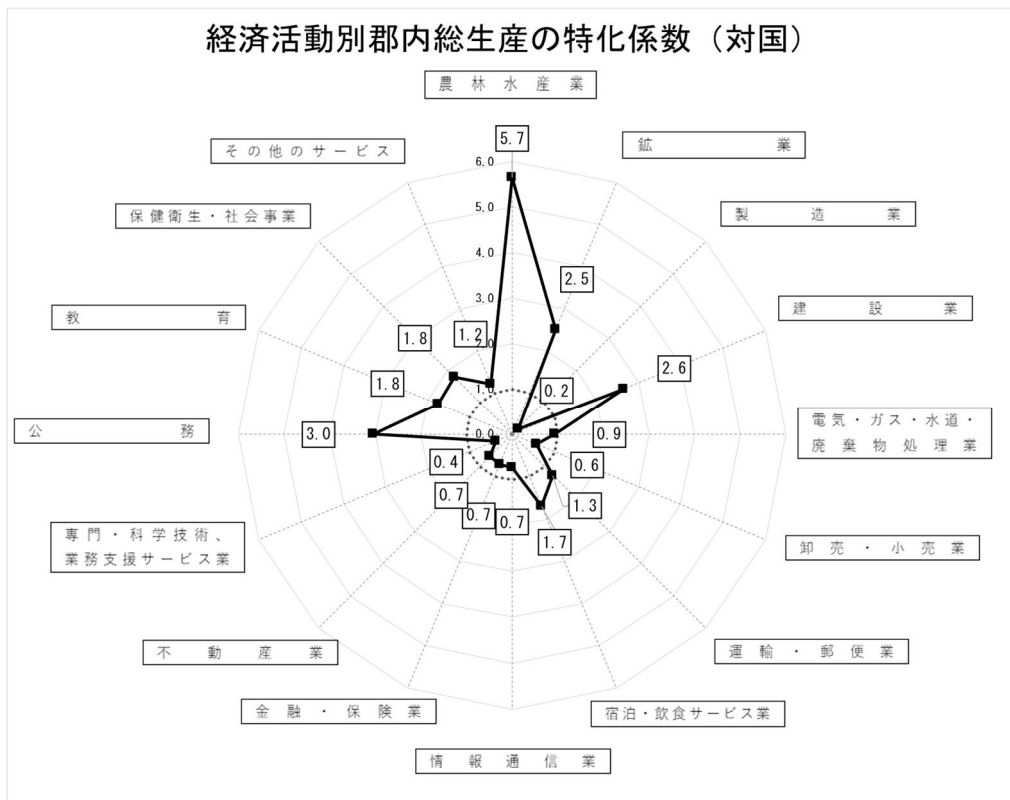 経済活動別郡内総生産の特化係数（対国）
農林水産業
5.7
その他のサービス
鉱業
6.0
保健衛生・社会事業
製造業
5.0
4.0
2.5
教育
建設業
3.0
1.8
1.2
2.0
2.6
1.8
1.0
0.2
公務
3.0
0.0
0.9
電気・ガス・水道・
廃棄物処理業
0.4
0.6
0.7
1.3
0.7
0.7
1.7
専門・科学技術、
業務支援サービス業
卸売・小売業
不動産業
運輸・郵便業
金融・保険業
宿泊・飲食サービス業
情報通信業